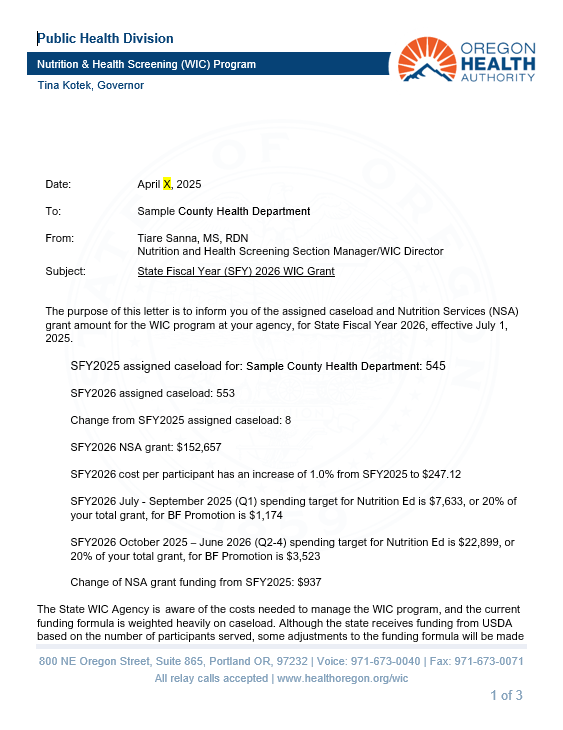 Public Health Division
Nutrition & Health Screening (WIC) Program
Tina Kotek, Governor
OREGON
HEALTH
AUTHORITY
Date: April X, 2025
To: Sample County Health Department
From: Tiare Sanna, MS, RDN
Nutrition and Health Screening Section Manager/WIC Director
Subject: State Fiscal Year (SFY) 2026 WIC Grant
The purpose of this letter is to inform you of the assigned caseload and Nutrition Services (NSA)
grant amount for the WIC program at your agency, for State Fiscal Year 2026, effective July 1,
2025.
SFY2025 assigned caseload for: Sample County Health Department: 545
SFY2026 assigned caseload: 553
Change from SFY2025 assigned caseload: 8
SFY2026 NSA grant: $152,657
SFY2026 cost per participant has an increase of 1.0% from SFY2025 to $247.12
SFY2026 July - September 2025 (Q1) spending target for Nutrition Ed is $7,633, or 20% of
your total grant, for BF Promotion is $1,174
SFY2026 October 2025 – June 2026 (Q2-4) spending target for Nutrition Ed is $22,899, or
20% of your total grant, for BF Promotion is $3,523
Change of NSA grant funding from SFY2025: $937
The State WIC Agency is aware of the costs needed to manage the WIC program, and the current
funding formula is weighted heavily on caseload. Although the state receives funding from USDA
based on the number of participants served, some adjustments to the funding formula will be made
800 NE Oregon Street, Suite 865, Portland OR, 97232 | Voice: 971-673-0040 | Fax: 971-673-0071
All relay calls accepted | www.healthoregon.org/wic
1 of 3